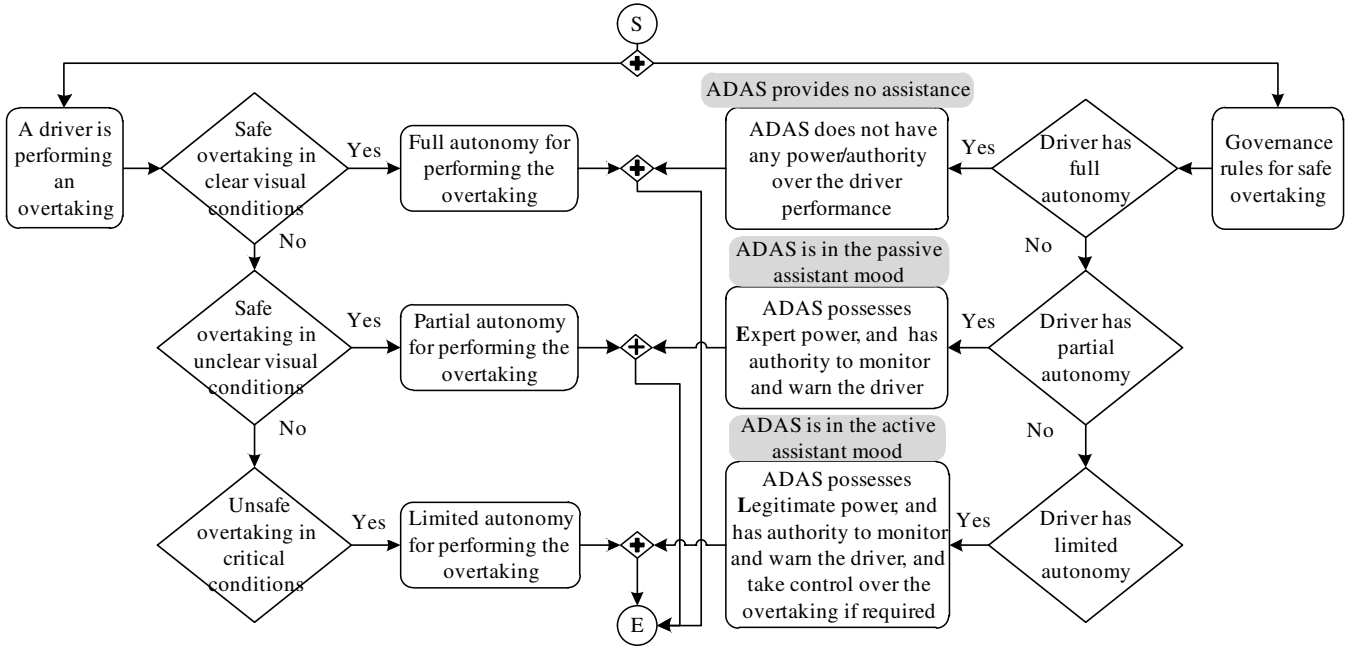 S
ADAS provides no assistance
A driver is
performing
an
overtaking
Safe
overtaking in
clear visual
conditions
Yes
Full autonomy for
performing the
overtaking
ADAS does not have
any power/authority
over the driver
performance
Yes
Driver has
full
autonomy
Governance
rules for safe
overtaking
No
No
ADAS is in the passive
assistant mood
Safe
overtaking in
unclear visual
conditions
Yes
Partial autonomy
for performing the
overtaking
ADAS possesses
Expert power, and has
authority to monitor
and warn the driver
Yes
Driver has
partial
autonomy
No
No
ADAS is in the active
assistant mood
Unsafe
overtaking in
critical
conditions
Yes
Limited autonomy
for performing the
overtaking
ADAS possesses
Legitimate power, and
has authority to monitor
and warn the driver, and
take control over the
overtaking if required
Yes
Driver has
limited
autonomy
E